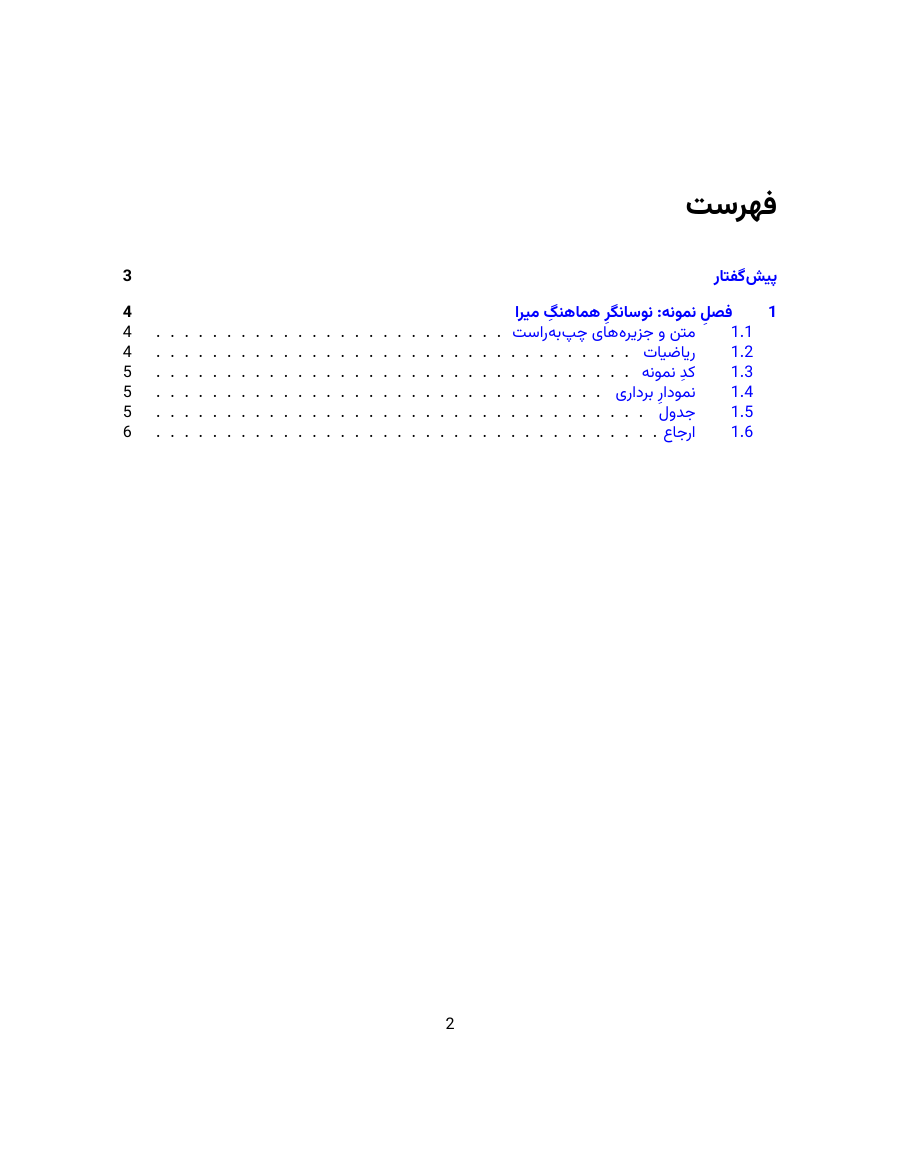 فهرست
پیش‌گفتار 3
1 فصلِ نمونه: نوسانگرِ هماهنگِ میرا 4
1.1 متن و جزیره‌های چپ‌به‌راست . . . . . . . . . . . . . . . . . . . . . . . . . 4
1.2 ریاضیات . . . . . . . . . . . . . . . . . . . . . . . . . . . . . . . . . . 4
1.3 کدِ نمونه . . . . . . . . . . . . . . . . . . . . . . . . . . . . . . . . . . 5
1.4 نمودارِ برداری . . . . . . . . . . . . . . . . . . . . . . . . . . . . . . . . 5
1.5 جدول . . . . . . . . . . . . . . . . . . . . . . . . . . . . . . . . . . . 5
1.6 ارجاع . . . . . . . . . . . . . . . . . . . . . . . . . . . . . . . . . . . . 6
2